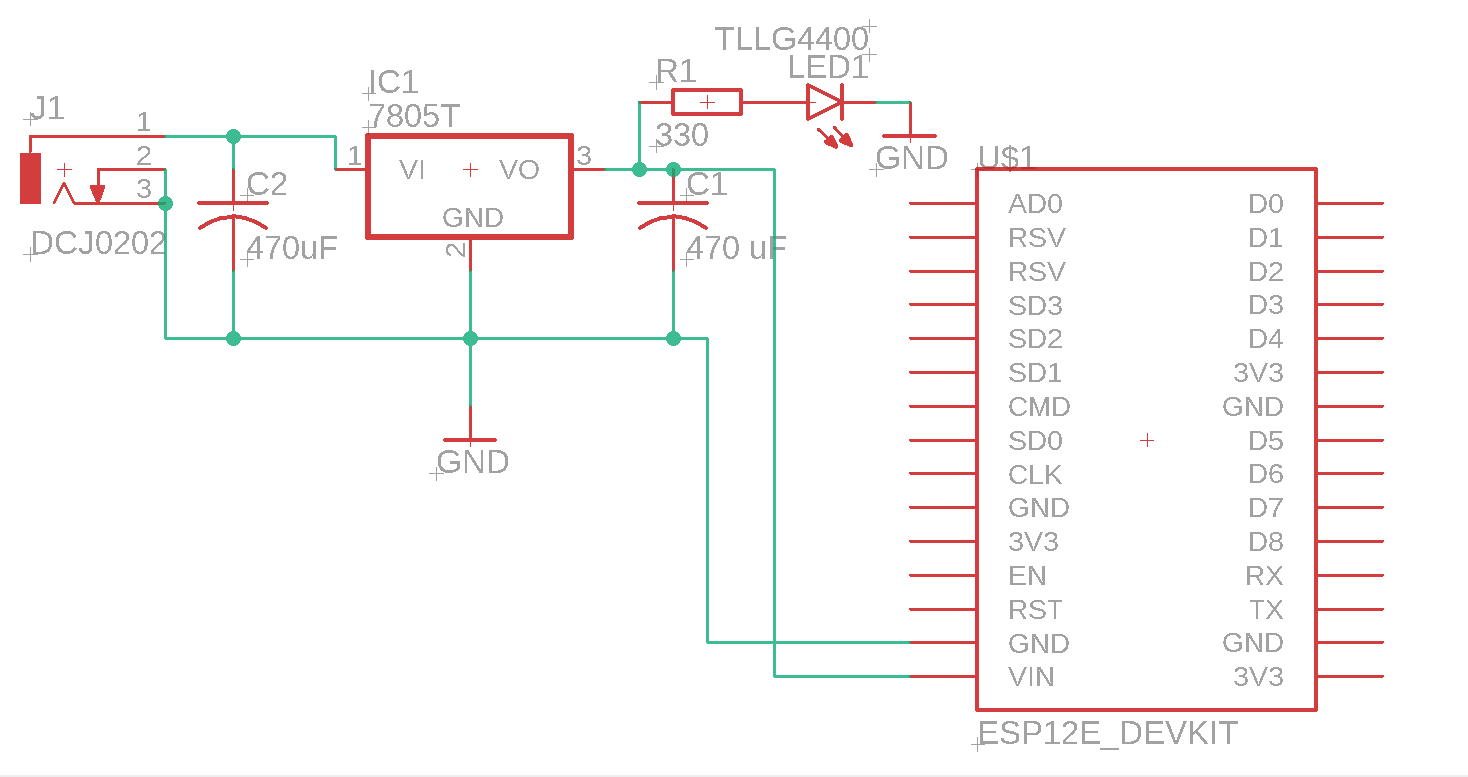 TLLG4400
LED1
R1
330
GND
IC1
7805T
1
VI
VO
3
GND
2
J1
1
2
3
DCJ0202
C2
470uF
C1
470 uF
GND
U$1
AD0
RSV
RSV
SD3
SD2
SD1
CMD
SD0
CLK
GND
3V3
EN
RST
GND
VIN
D0
D1
D2
D3
D4
3V3
GND
D5
D6
D7
D8
RX
TX
GND
3V3
ESP12E_DEVKIT